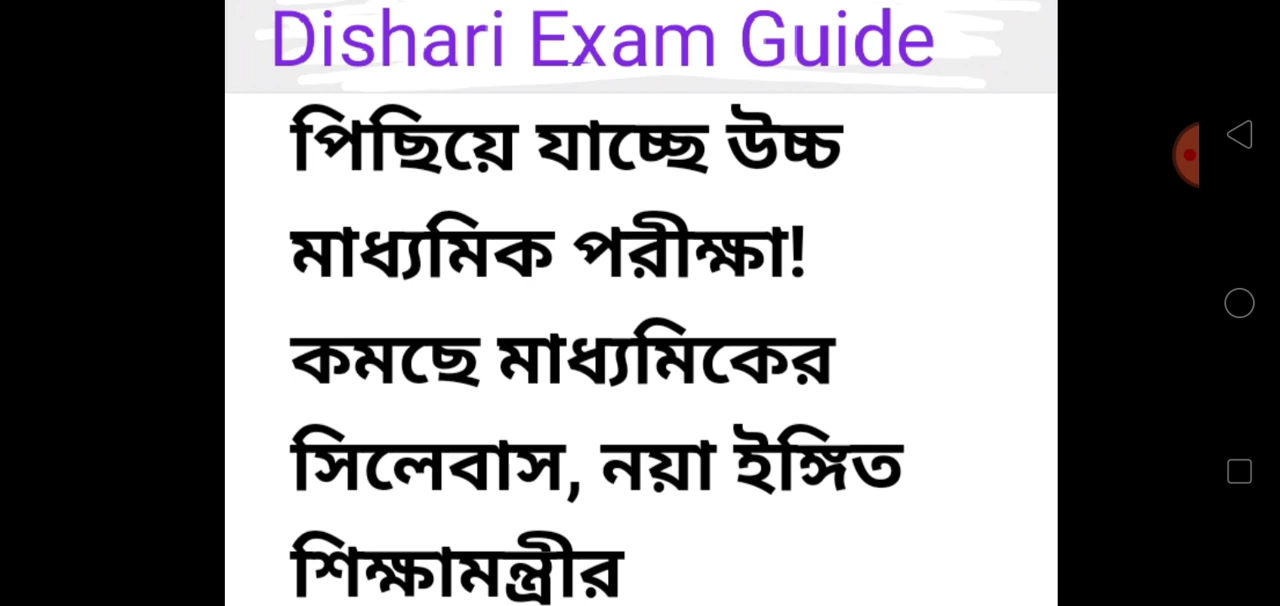 Dishari Exam Guide
পিছিয়ে যাচ্ছে উচ্চ
মাধ্যমিক পরীক্ষা!
কমছে মাধ্যমিকের
সিলেবাস, নয়া ইঙ্গিত
শিক্ষামন্ত্রীর